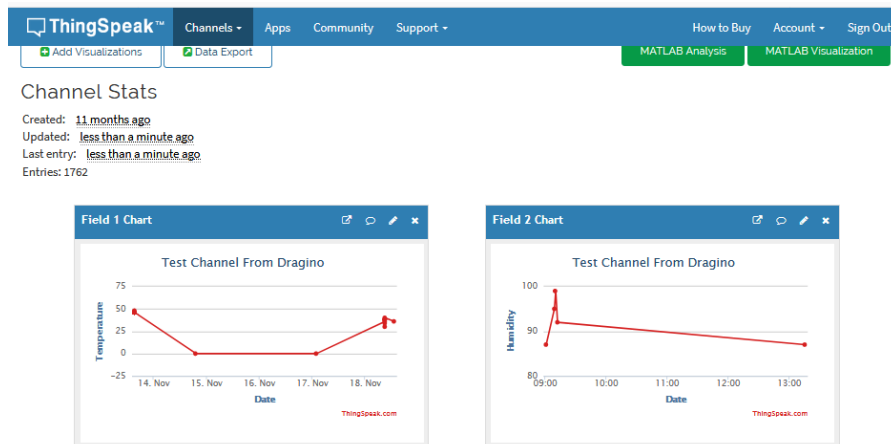 ThingSpeak™ Channels Apps Community Support How to Buy Account Sign Out
Add Visualizations Data Export MATLAB Analysis MATLAB Visualization
Channel Stats
Created: 11 months ago
Updated: less than a minute ago
Last entry: less than a minute ago
Entries: 1762
Field 1 Chart
Test Channel From Dragino
Temperature
75
50
25
0
-25
14. Nov 15. Nov 16. Nov 17. Nov 18. Nov
Date
ThingSpeak.com
Field 2 Chart
Test Channel From Dragino
Humidity
100
90
80
09:00 10:00 11:00 12:00 13:00
Date
ThingSpeak.com